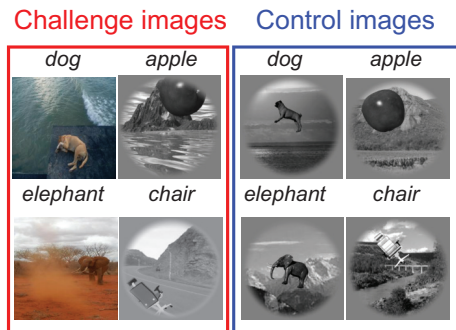 Challenge images
Control images
dog
apple
dog
apple
elephant
chair
elephant
chair